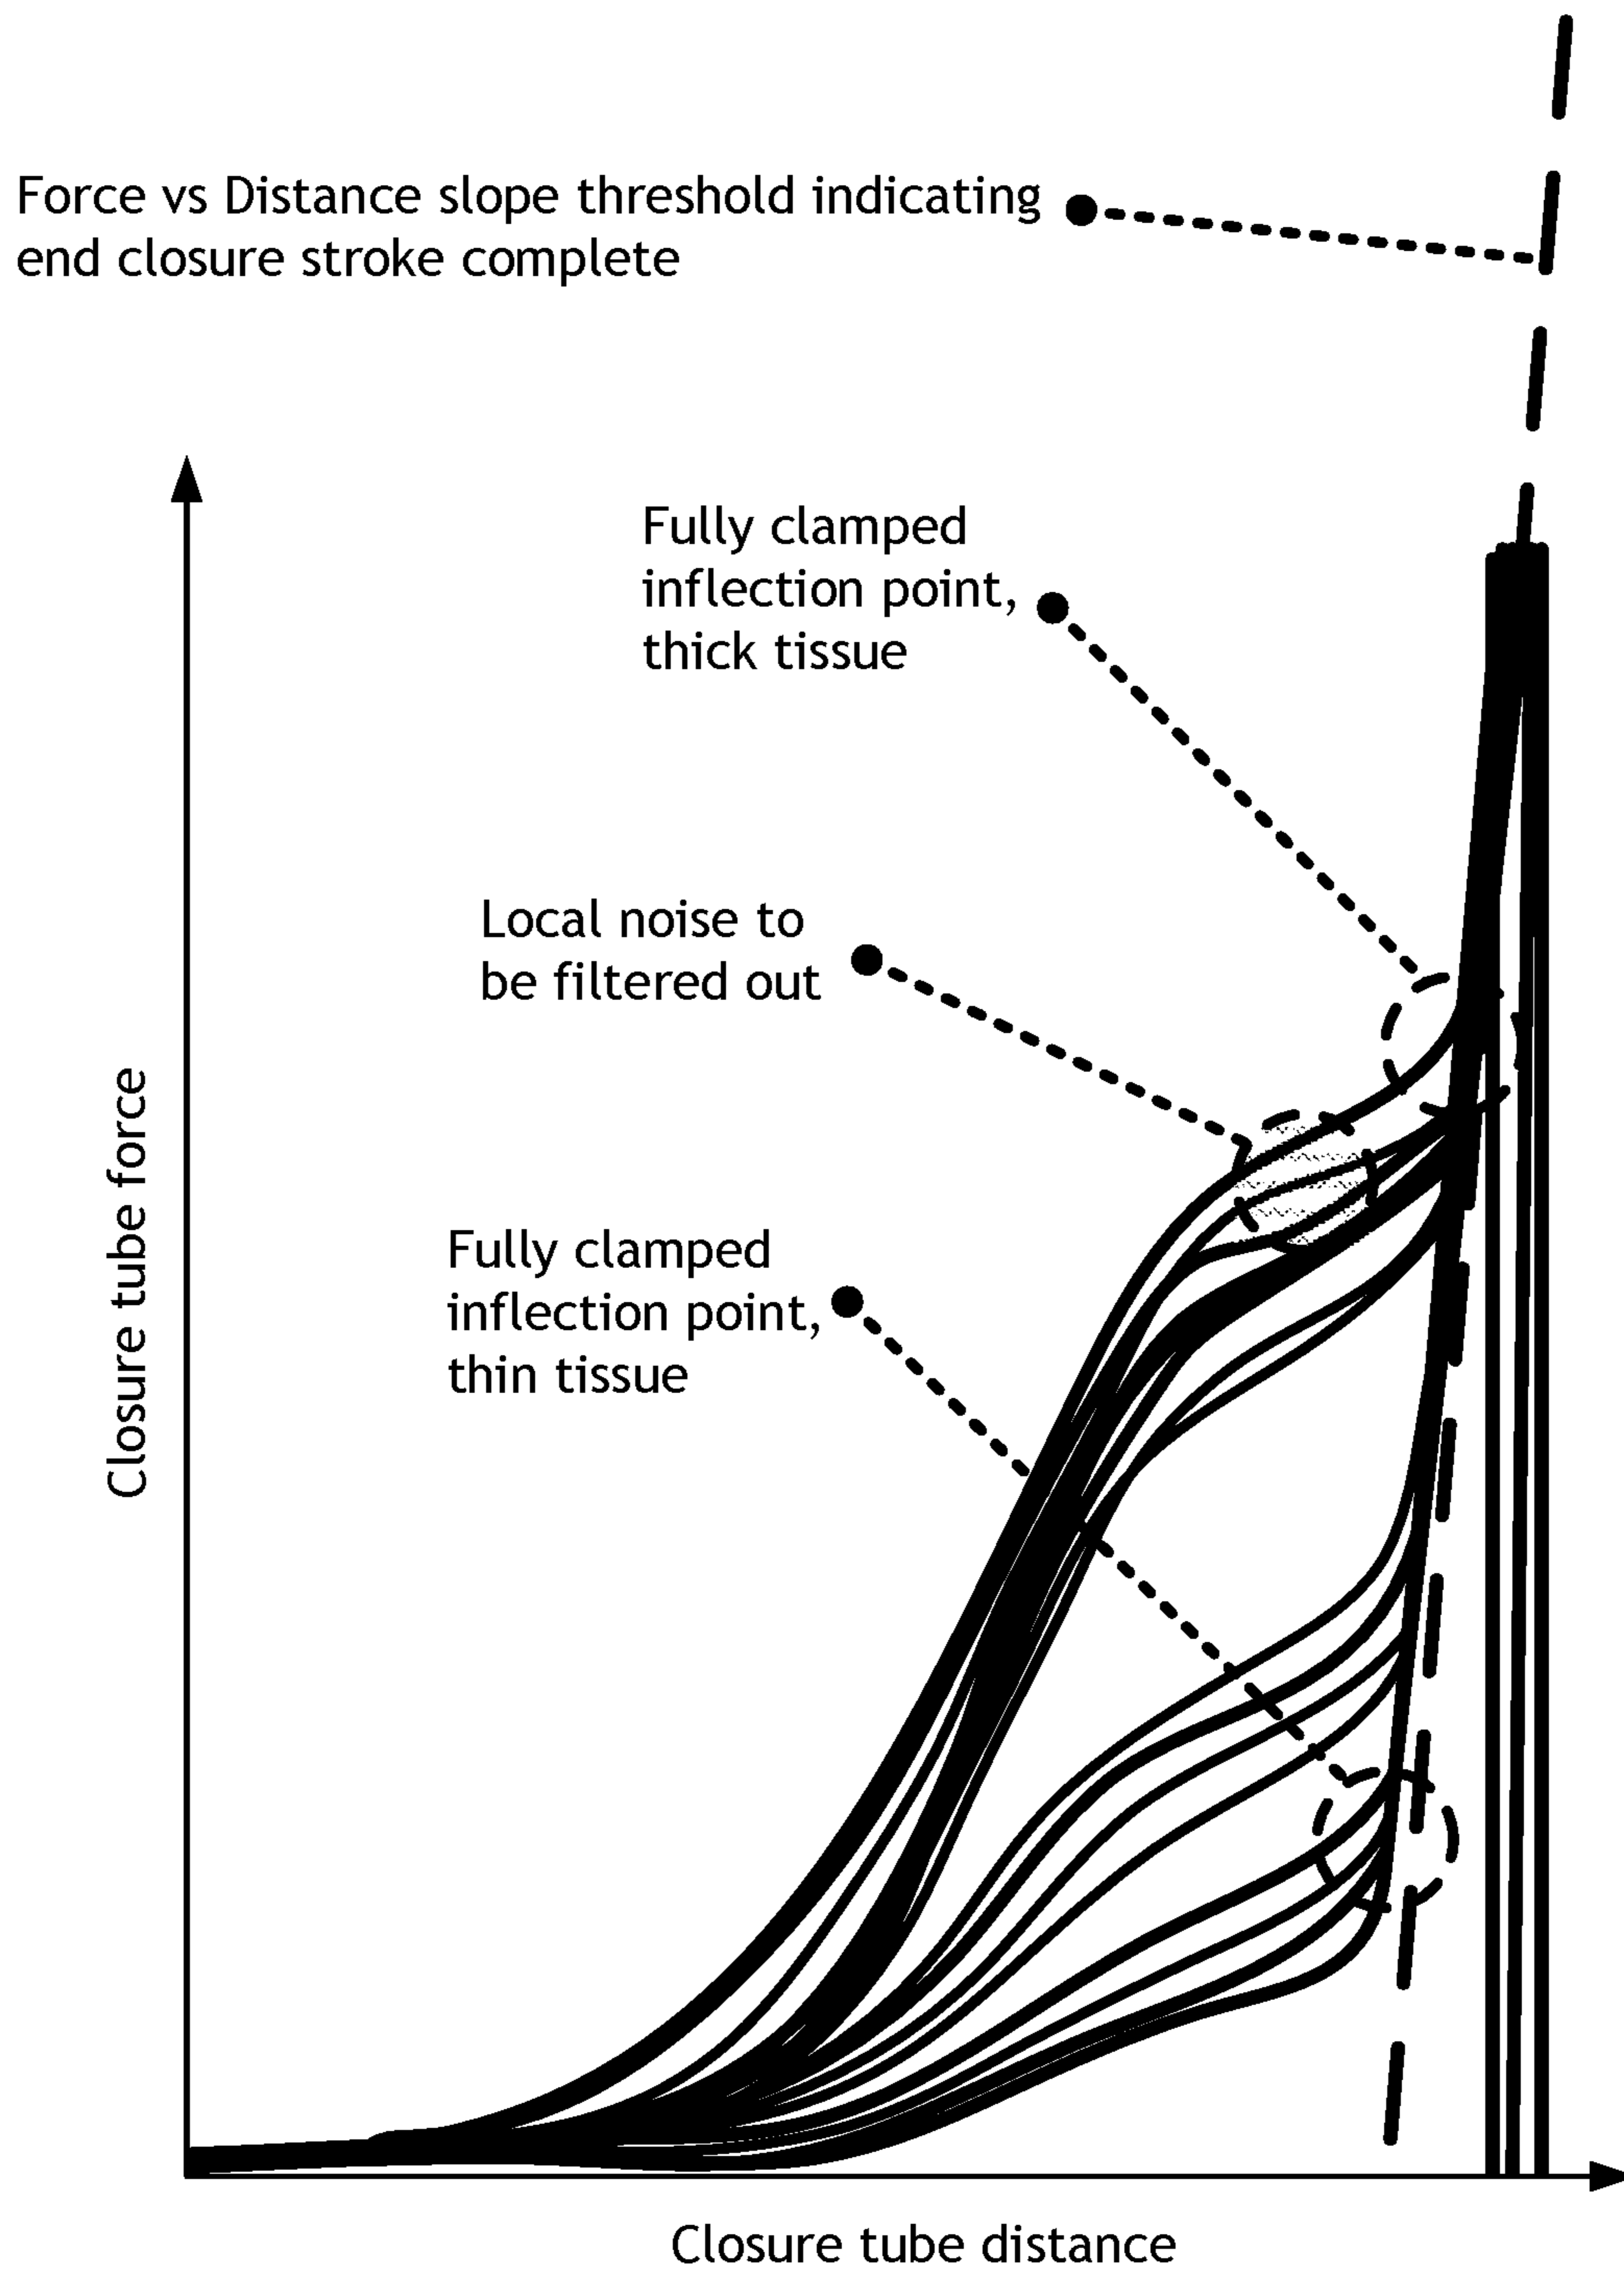 Force vs Distance slope threshold indicating
end closure stroke complete
Fully clamped
inflection point,
thick tissue
Local noise to
be filtered out
Fully clamped
inflection point,
thin tissue
Closure tube force
Closure tube distance